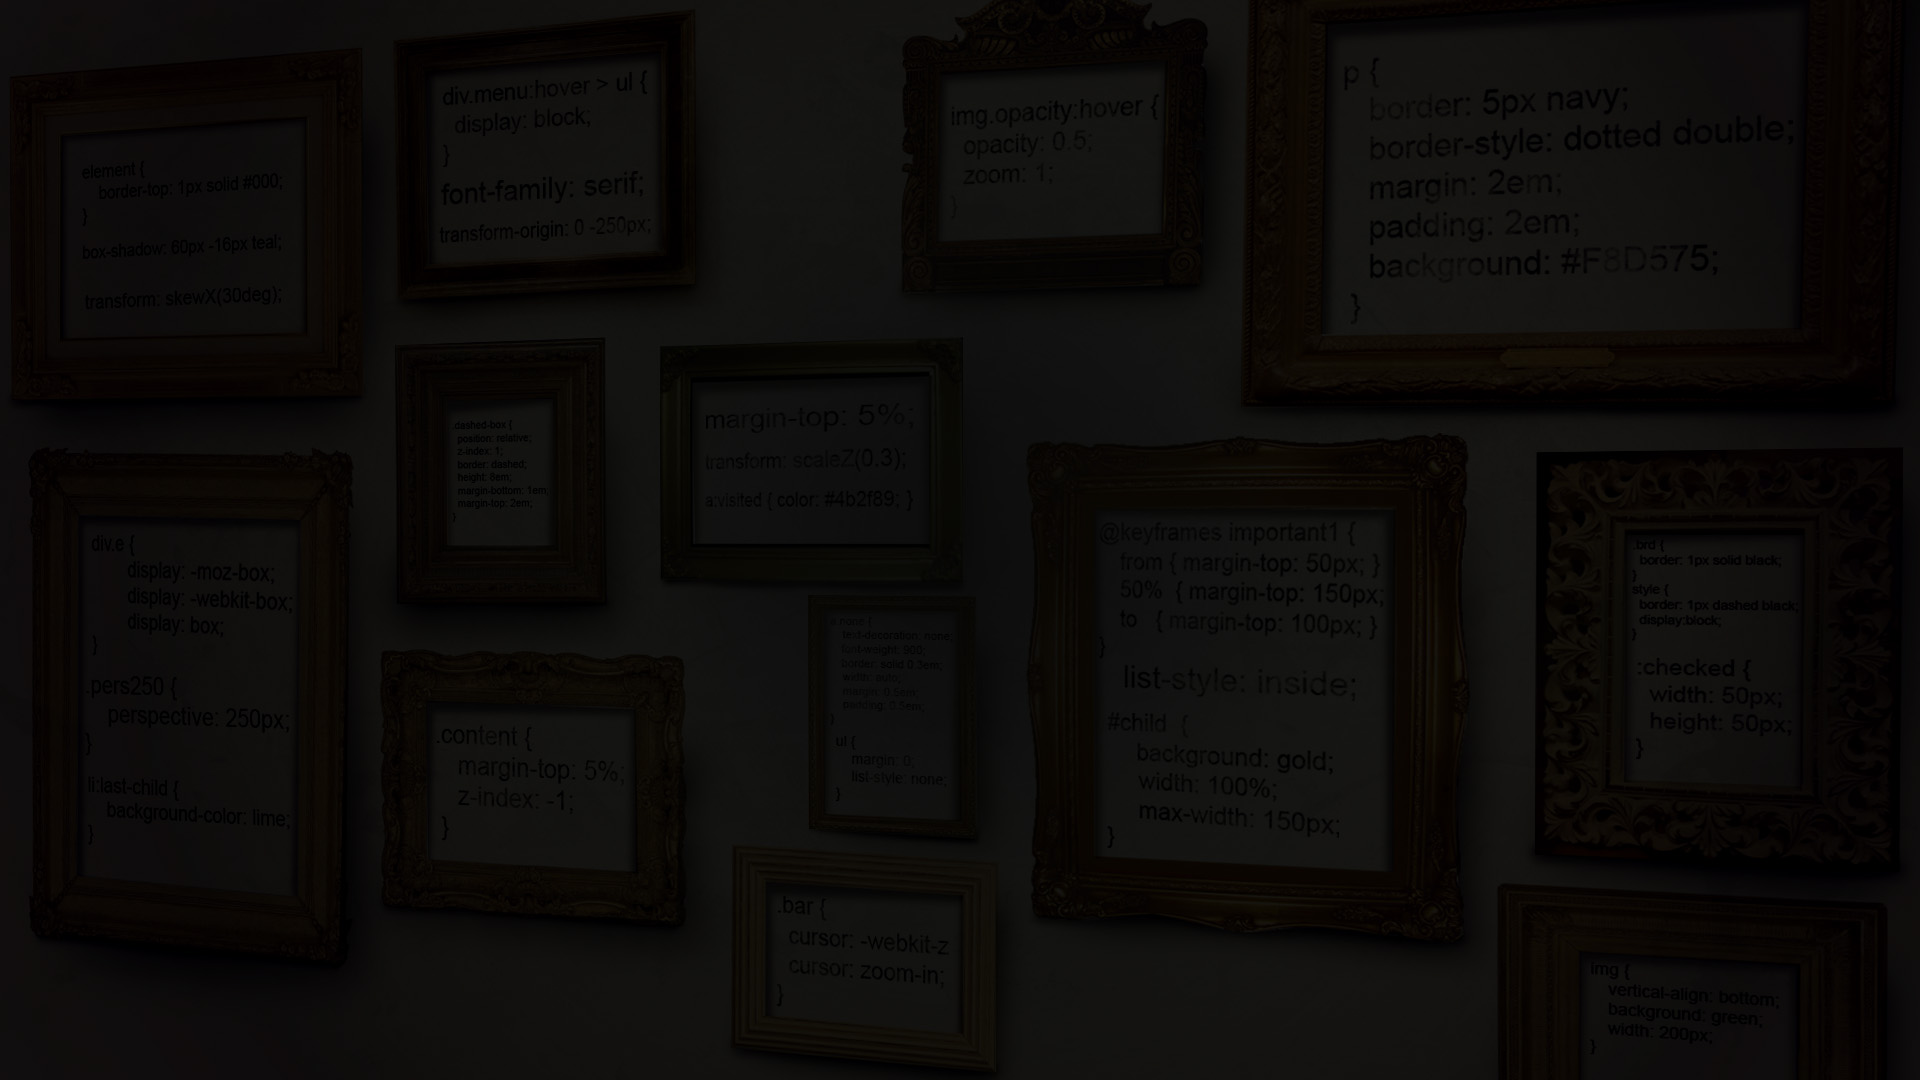 element {
border-top: 1px solid #000;
}
box-shadow: 60px -16px teal;
transform: skewX(30deg);
div.menu:hover > ul {
display: block;
}
font-family: serif;
transform-origin: 0 -250px;
img.opacity:hover {
opacity: 0.5;
zoom: 1;
}
p {
border: 5px navy;
border-style: dotted double;
margin: 2em;
padding: 2em;
background: #F8D575;
}
.dashed-box {
position: relative;
z-index: 1;
border: dashed;
height: 8em;
margin-bottom: 1em;
margin-top: 2em;
}
margin-top: 5%;
transform: scaleZ(0.3);
a:visited { color: #4b2f89; }
div.e {
display: -moz-box;
display: -webkit-box;
display: box;
}
.pers250 {
perspective: 250px;
}
li:last-child {
background-color: lime;
}
.content {
margin-top: 5%;
z-index: -1;
}
a.none {
text-decoration: none;
font-weight: 900;
border: solid 0.3em;
width: auto;
margin: 0.5em;
padding: 0.5em;
}
ul {
margin: 0;
list-style: none;
}
.bar {
cursor: -webkit-z
cursor: zoom-in;
}
@keyframes important1 {
from { margin-top: 50px; }
50% { margin-top: 150px;
to { margin-top: 100px; }
}
list-style: inside;
#child {
background: gold;
width: 100%;
max-width: 150px;
}
.brd {
border: 1px solid black;
}
style {
border: 1px dashed black;
display:block;
}
:checked {
width: 50px;
height: 50px;
}
img {
vertical-align: bottom;
background: green;
width: 200px;
}